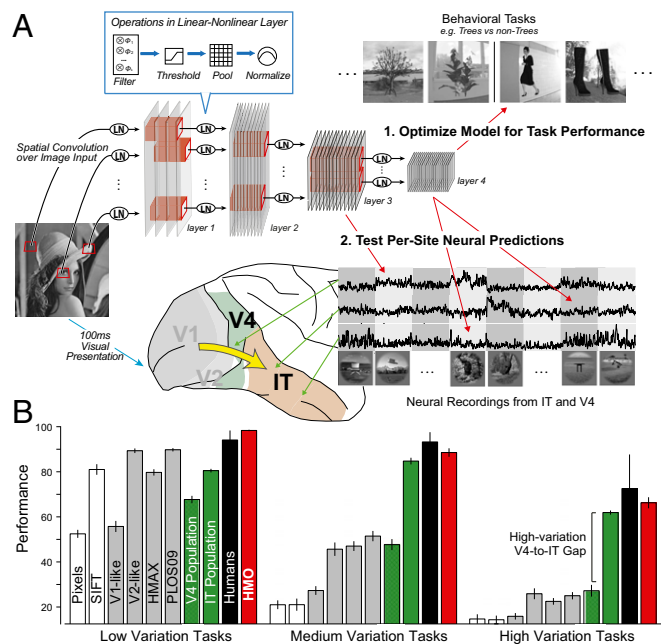 A
Operations in Linear-Nonlinear Layer
⊗Φ₁
⊗Φ₂
...
Filter
Threshold
Pool
Normalize
Behavioral Tasks
e.g. Trees vs non-Trees
...
...
1. Optimize Model for Task Performance
Spatial Convolution
over Image Input
LN
LN
LN
LN
LN
LN
LN
LN
LN
LN
LN
layer 1
layer 2
layer 3
layer 4
2. Test Per-Site Neural Predictions
100ms
Visual
Presentation
V1
V2
V4
IT
...
...
Neural Recordings from IT and V4
B
Performance
100
80
60
40
20
Pixels
SIFT
V1-like
V2-like
HMAX
PLOS09
V4 Population
IT Population
Humans
HMO
High-variation
V4-to-IT Gap
Low Variation Tasks
Medium Variation Tasks
High Variation Tasks